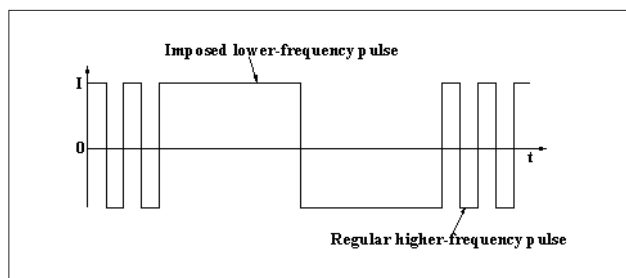 Imposed lower-frequency pulse
I
0
t
Regular higher-frequency pulse